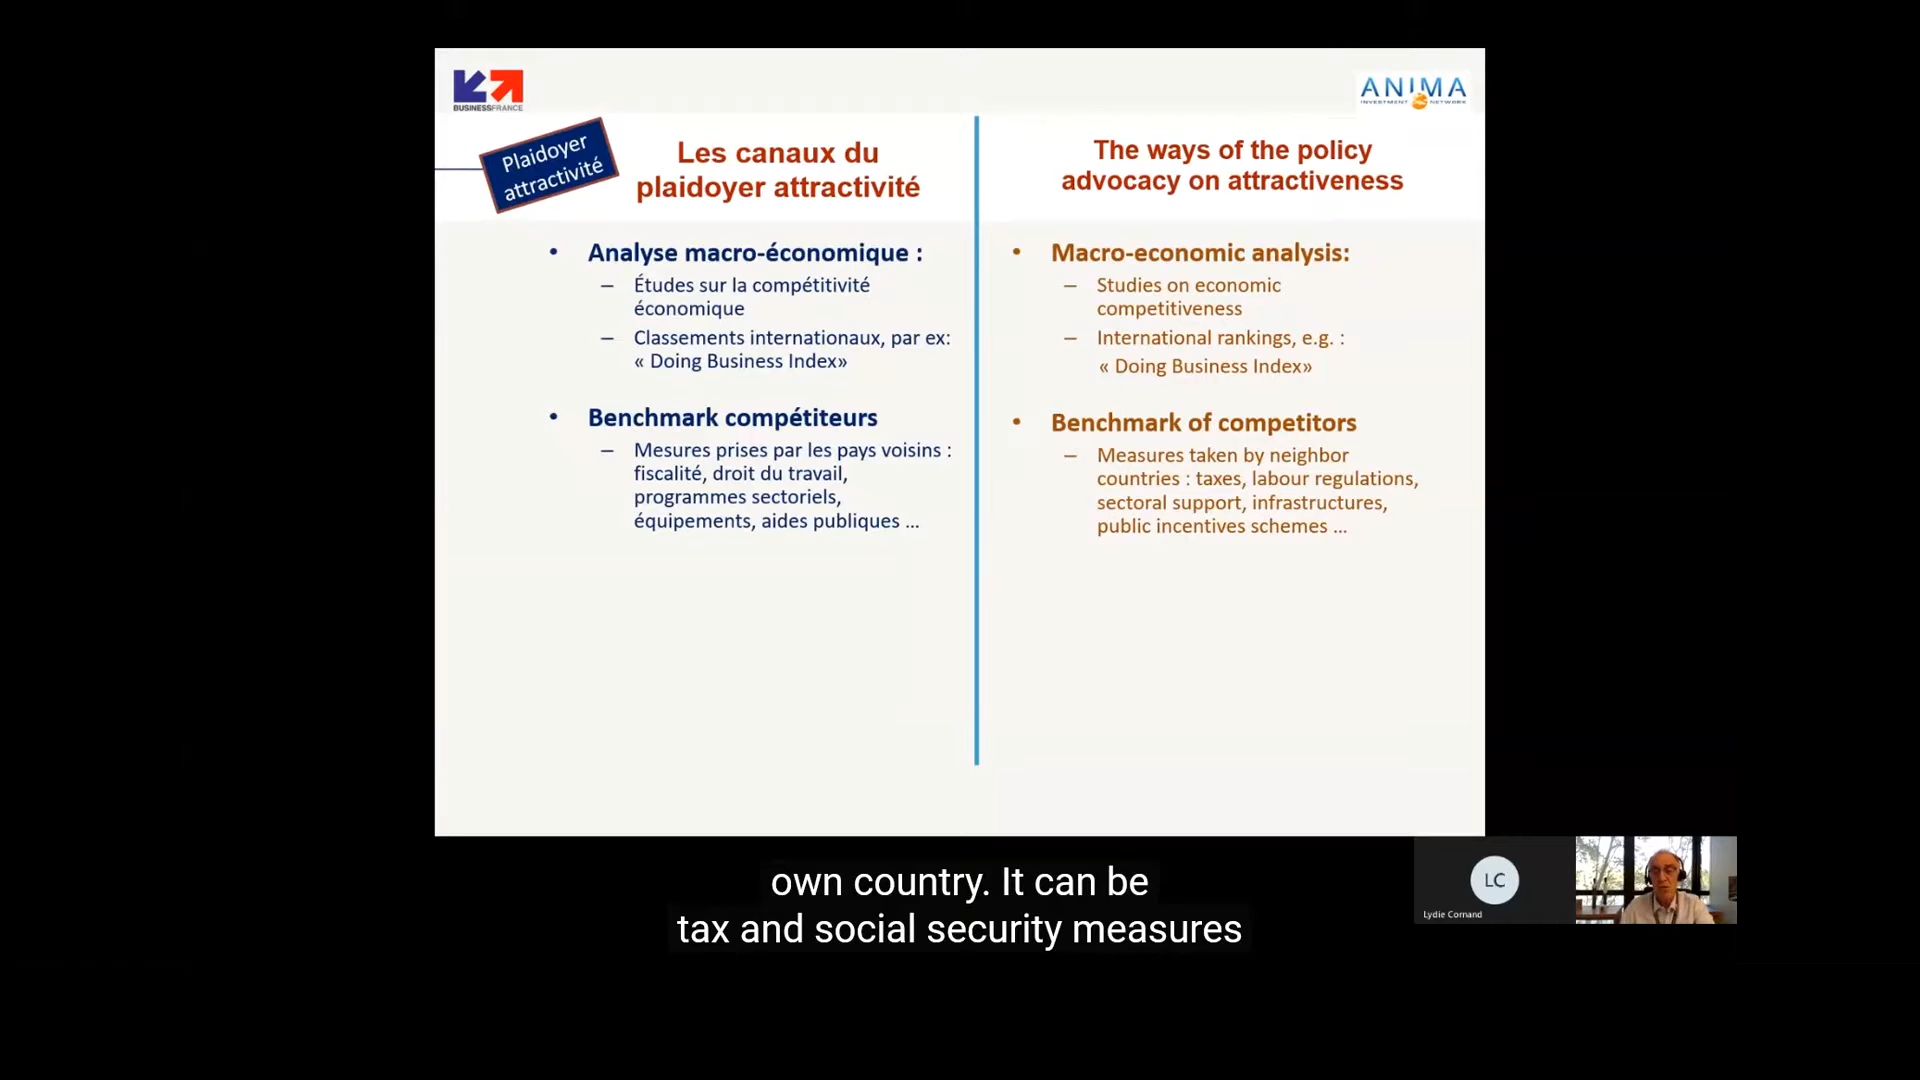 BUSINESSFRANCE
ANIMA
INVESTMENT NETWORK
Plaidoyer
attractivité
Les canaux du
plaidoyer attractivité
• Analyse macro-économique :
– Études sur la compétitivité
économique
– Classements internationaux, par ex:
« Doing Business Index»
• Benchmark compétiteurs
– Mesures prises par les pays voisins :
fiscalité, droit du travail,
programmes sectoriels,
équipements, aides publiques ...
The ways of the policy
advocacy on attractiveness
• Macro-economic analysis:
– Studies on economic
competitiveness
– International rankings, e.g. :
« Doing Business Index»
• Benchmark of competitors
– Measures taken by neighbor
countries : taxes, labour regulations,
sectoral support, infrastructures,
public incentives schemes ...
LC
Lydie Cornand
own country. It can be
tax and social security measures